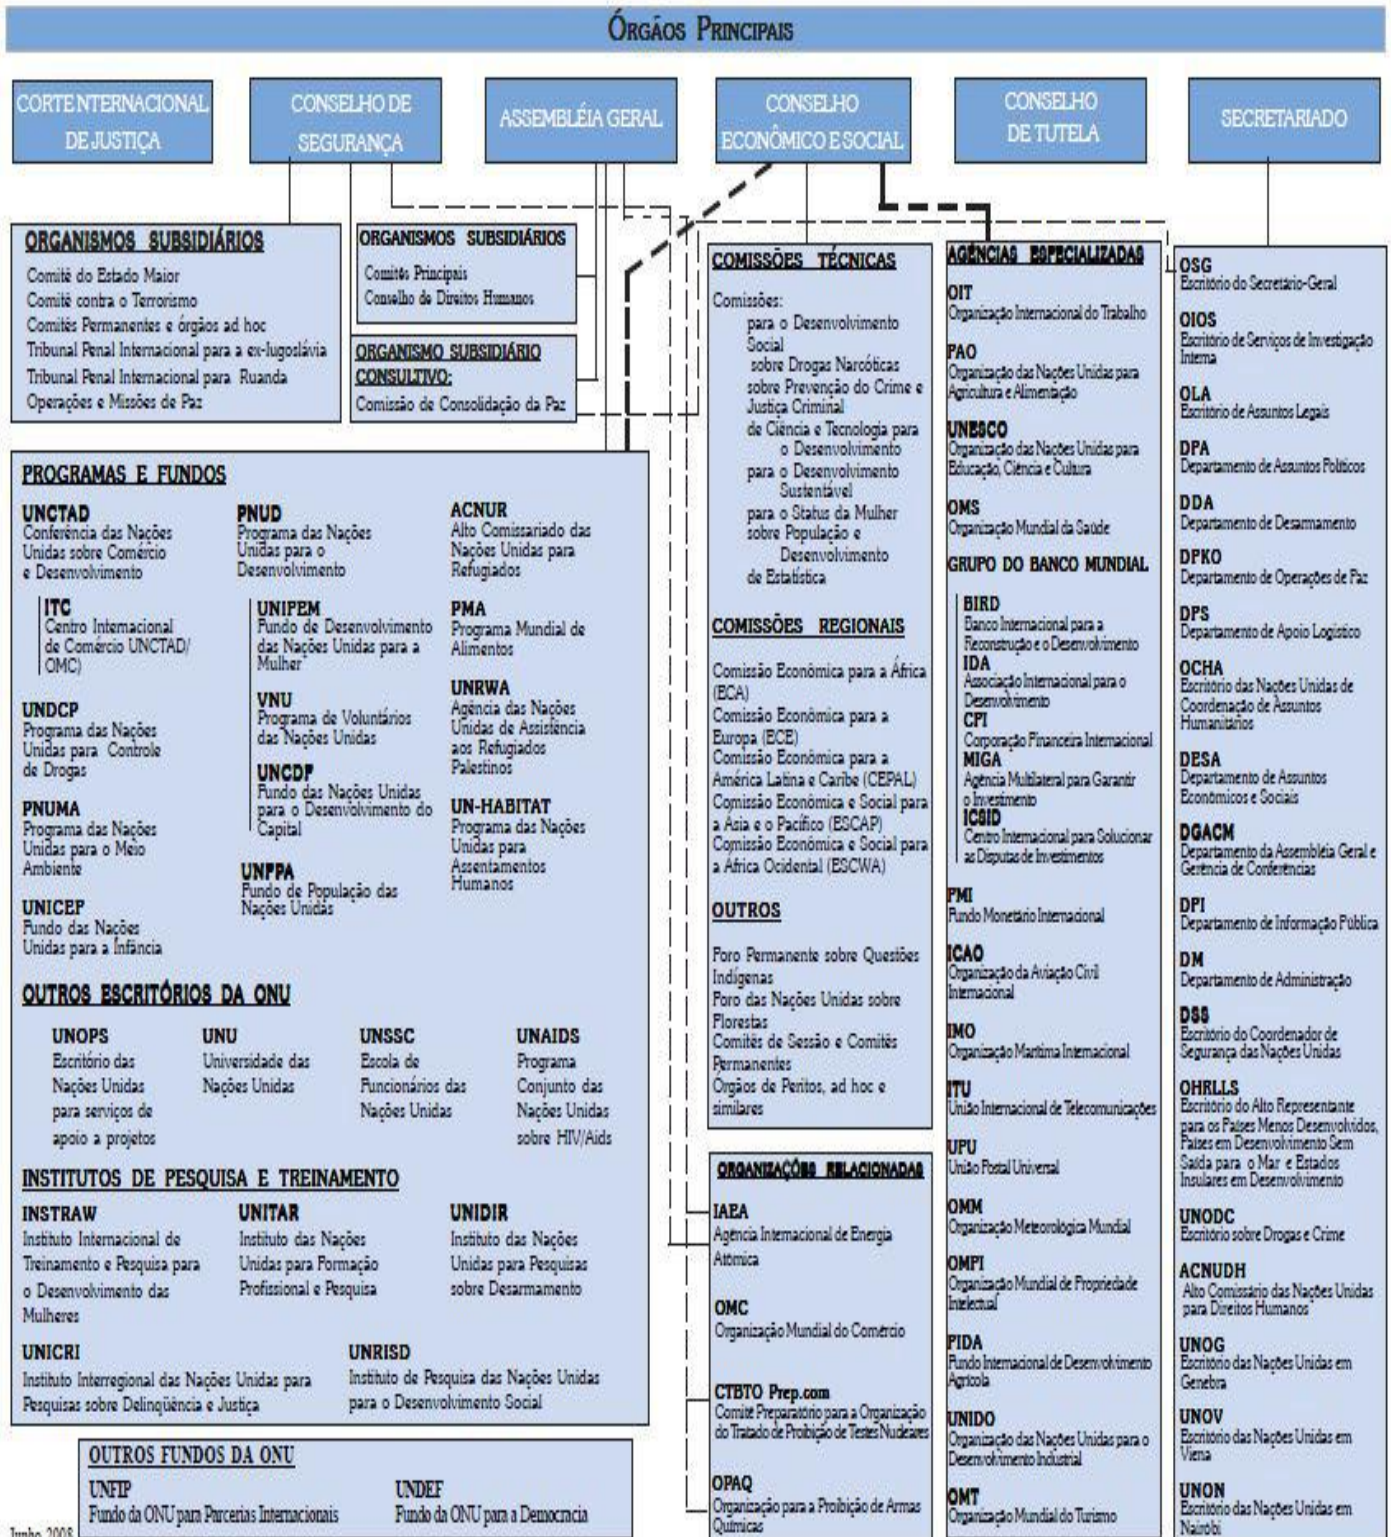 ÓRGÃOS PRINCIPAIS
CORTE NTERNACIONAL
DE JUSTIÇA
CONSELHO DE
SEGURANÇA
ASSEMBLÉIA GERAL
CONSELHO
ECONÔMICO E SOCIAL
CONSELHO
DE TUTELA
SECRETARIADO
ORGANISMOS SUBSIDIÁRIOS
Comitê do Estado Maior
Comitê contra o Terrorismo
Comitês Permanentes e órgãos ad hoc
Tribunal Penal Internacional para a ex-Iugoslávia
Tribunal Penal Internacional para Ruanda
Operações e Missões de Paz
ORGANISMOS SUBSIDIÁRIOS
Comitês Principais
Conselho de Direitos Humanos
ORGANISMO SUBSIDIÁRIO
CONSULTIVO:
Comissão de Consolidação da Paz
PROGRAMAS E FUNDOS
UNCTAD
Conferência das Nações
Unidas sobre Comércio
e Desenvolvimento
ITC
Centro Internacional
de Comércio UNCTAD/
OMC)
UNDCP
Programa das Nações
Unidas para Controle
de Drogas
PNUMA
Programa das Nações
Unidas para o Meio
Ambiente
UNICEF
Fundo das Nações
Unidas para a Infância
PNUD
Programa das Nações
Unidas para o
Desenvolvimento
UNIFEM
Fundo de Desenvolvimento
das Nações Unidas para a
Mulher
VNU
Programa de Voluntários
das Nações Unidas
UNCDF
Fundo das Nações Unidas
para o Desenvolvimento do
Capital
UNFPA
Fundo de População das
Nações Unidas
ACNUR
Alto Comissariado das
Nações Unidas para
Refugiados
PMA
Programa Mundial de
Alimentos
UNRWA
Agência das Nações
Unidas de Assistência
aos Refugiados
Palestinos
UN-HABITAT
Programa das Nações
Unidas para
Assentamentos
Humanos
OUTROS ESCRITÓRIOS DA ONU
UNOPS
Escritório das
Nações Unidas
para serviços de
apoio a projetos
UNU
Universidade das
Nações Unidas
UNSSC
Escola de
Funcionários das
Nações Unidas
UNAIDS
Programa
Conjunto das
Nações Unidas
sobre HIV/Aids
INSTITUTOS DE PESQUISA E TREINAMENTO
INSTRAW
Instituto Internacional de
Treinamento e Pesquisa para
o Desenvolvimento das
Mulheres
UNITAR
Instituto das Nações
Unidas para Formação
Profissional e Pesquisa
UNIDIR
Instituto das Nações
Unidas para Pesquisas
sobre Desarmamento
UNICRI
Instituto Interregional das Nações Unidas para
Pesquisas sobre Delinqüência e Justiça
UNRISD
Instituto de Pesquisa das Nações Unidas
para o Desenvolvimento Social
OUTROS FUNDOS DA ONU
UNFIP
Fundo da ONU para Parcerias Internacionais
UNDEF
Fundo da ONU para a Democracia
Junho 2008
COMISSÕES TÉCNICAS
Comissões:
para o Desenvolvimento
Social
sobre Drogas Narcóticas
sobre Prevenção do Crime e
Justiça Criminal
de Ciência e Tecnologia para
o Desenvolvimento
para o Desenvolvimento
Sustentável
para o Status da Mulher
sobre População e
Desenvolvimento
de Estatística
COMISSÕES REGIONAIS
Comissão Econômica para a África
(ECA)
Comissão Econômica para a
Europa (ECE)
Comissão Econômica para a
América Latina e Caribe (CEPAL)
Comissão Econômica e Social para
a Ásia e o Pacífico (ESCAP)
Comissão Econômica e Social para
a África Ocidental (ESCWA)
OUTROS
Foro Permanente sobre Questões
Indígenas
Foro das Nações Unidas sobre
Florestas
Comitês de Sessão e Comitês
Permanentes
Órgãos de Peritos, ad hoc e
similares
ORGANIZAÇÕES RELACIONADAS
IAEA
Agência Internacional de Energia
Atômica
OMC
Organização Mundial do Comércio
CTBTO Prep.com
Comitê Preparatório para a Organização
do Tratado de Proibição de Testes Nucleares
OPAQ
Organização para a Proibição de Armas
Químicas
AGÊNCIAS ESPECIALIZADAS
OIT
Organização Internacional do Trabalho
FAO
Organização das Nações Unidas para
Agricultura e Alimentação
UNESCO
Organização das Nações Unidas para
Educação, Ciência e Cultura
OMS
Organização Mundial da Saúde
GRUPO DO BANCO MUNDIAL
BIRD
Banco Internacional para a
Reconstrução e o Desenvolvimento
IDA
Associação Internacional para o
Desenvolvimento
CFI
Corporação Financeira Internacional
MIGA
Agência Multilateral para Garantir
o Investimento
ICSID
Centro Internacional para Solucionar
as Disputas de Investimentos
FMI
Fundo Monetário Internacional
ICAO
Organização da Aviação Civil
Internacional
IMO
Organização Marítima Internacional
ITU
União Internacional de Telecomunicações
UPU
União Postal Universal
OMM
Organização Meteorológica Mundial
OMPI
Organização Mundial de Propriedade
Intelectual
FIDA
Fundo Internacional de Desenvolvimento
Agrícola
UNIDO
Organização das Nações Unidas para o
Desenvolvimento Industrial
OMT
Organização Mundial do Turismo
OSG
Escritório do Secretário-Geral
OIOS
Escritório de Serviços de Investigação
Interna
OLA
Escritório de Assuntos Legais
DPA
Departamento de Assuntos Políticos
DDA
Departamento de Desarmamento
DPKO
Departamento de Operações de Paz
DPS
Departamento de Apoio Logístico
OCHA
Escritório das Nações Unidas de
Coordenação de Assuntos
Humanitários
DESA
Departamento de Assuntos
Econômicos e Sociais
DGACM
Departamento da Assembléia Geral e
Gerência de Conferências
DPI
Departamento de Informação Pública
DM
Departamento de Administração
DSS
Escritório do Coordenador de
Segurança das Nações Unidas
OHRLLS
Escritório do Alto Representante
para os Países Menos Desenvolvidos,
Países em Desenvolvimento Sem
Saída para o Mar e Estados
Insulares em Desenvolvimento
UNODC
Escritório sobre Drogas e Crime
ACNUDH
Alto Comissário das Nações Unidas
para Direitos Humanos
UNOG
Escritório das Nações Unidas em
Genebra
UNOV
Escritório das Nações Unidas em
Viena
UNON
Escritório das Nações Unidas em
Nairóbi